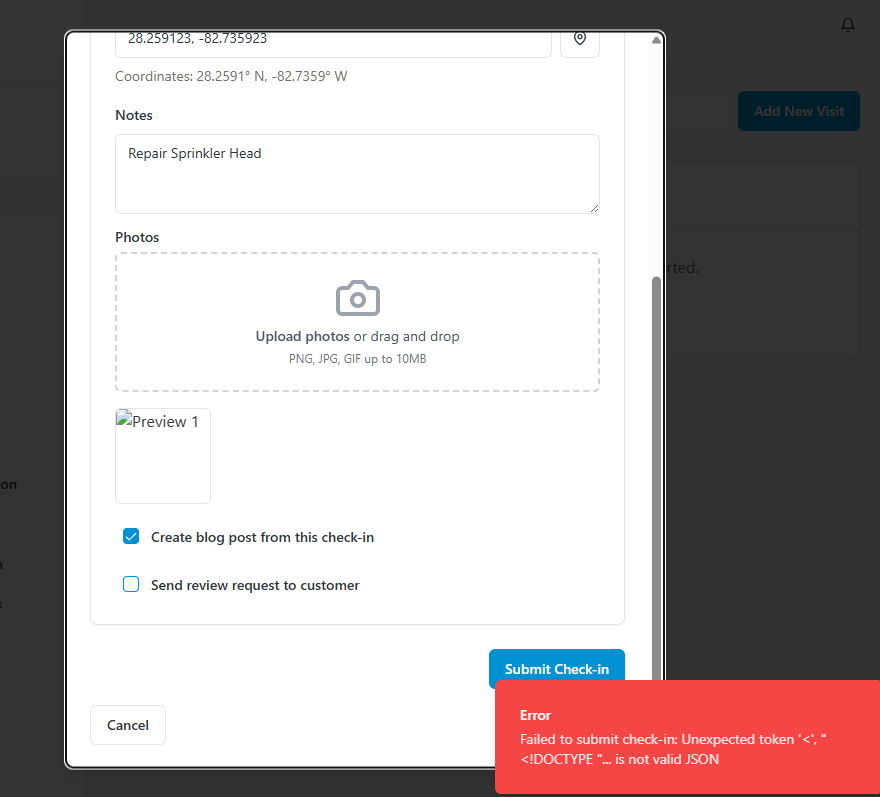 28.259123, -82.735923
Coordinates: 28.2591° N, -82.7359° W
Add New Visit
Notes
Repair Sprinkler Head
rted.
Photos
Upload photos or drag and drop
PNG, JPG, GIF up to 10MB
Preview 1
on
Create blog post from this check-in
Send review request to customer
Submit Check-in
Cancel
Error
Failed to submit check-in: Unexpected token '<', "
<!DOCTYPE "... is not valid JSON